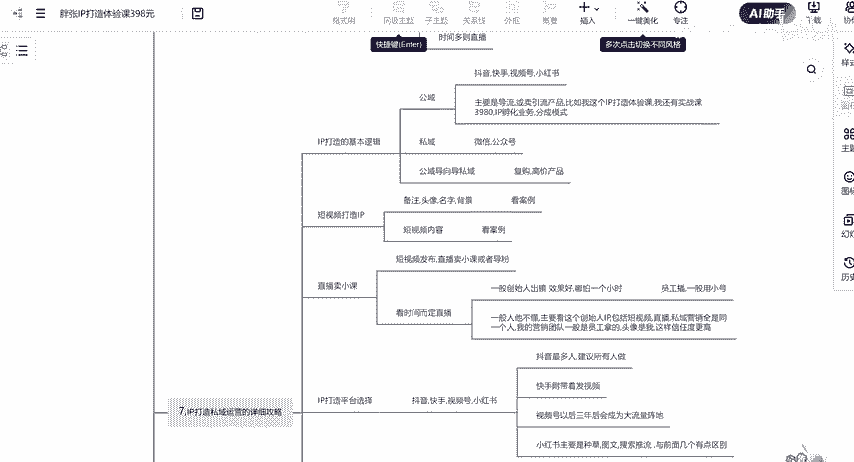 胖张IP打造体验课398元
格式刷
同级主题
子主题
关系线
外框
概要
插入
一键美化
专注
AI助手
下载
快捷键(Enter)
多次点击切换不同风格
样式
主题
图标
幻灯
历史
时间多则直播
7,IP打造私域运营的详细攻略
IP打造的基本逻辑
公域
抖音,快手,视频号,小红书
主要是导流,或卖引流产品,比如我这个IP打造体验课,我还有实战课
3980,IP孵化业务,分成模式
私域
微信,公众号
公域导向导私域
复购,高价产品
短视频打造IP
备注,头像,名字,背景
看案例
短视频内容
看案例
直播卖小课
短视频发布,直播卖小课或者导粉
看时间而定直播
一般创始人出镜 效果好,哪怕一个小时
员工播,一般用小号
一般人他不懂,主要看这个创始人IP,包括短视频,直播,私域营销全是同
一个人,我的营销团队一般是员工拿的,头像是我,这样信任度更高
IP打造平台选择
抖音,快手,视频号,小红书
抖音最多人,建议所有人做
快手附带着发视频
视频号以后三年后会成为大流量阵地
小红书主要是种草,图文,搜索推流 ,与前面几个有点区别